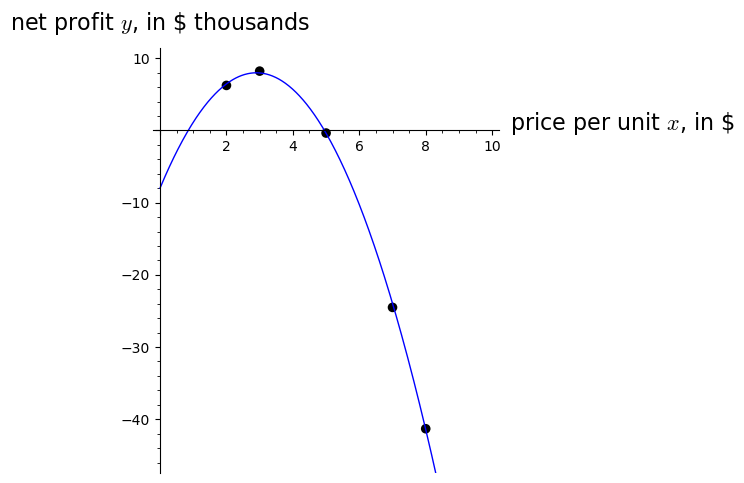 net profit y, in $ thousands
10
price per unit x, in $
2 4 6 8 10
−10
−20
−30
−40